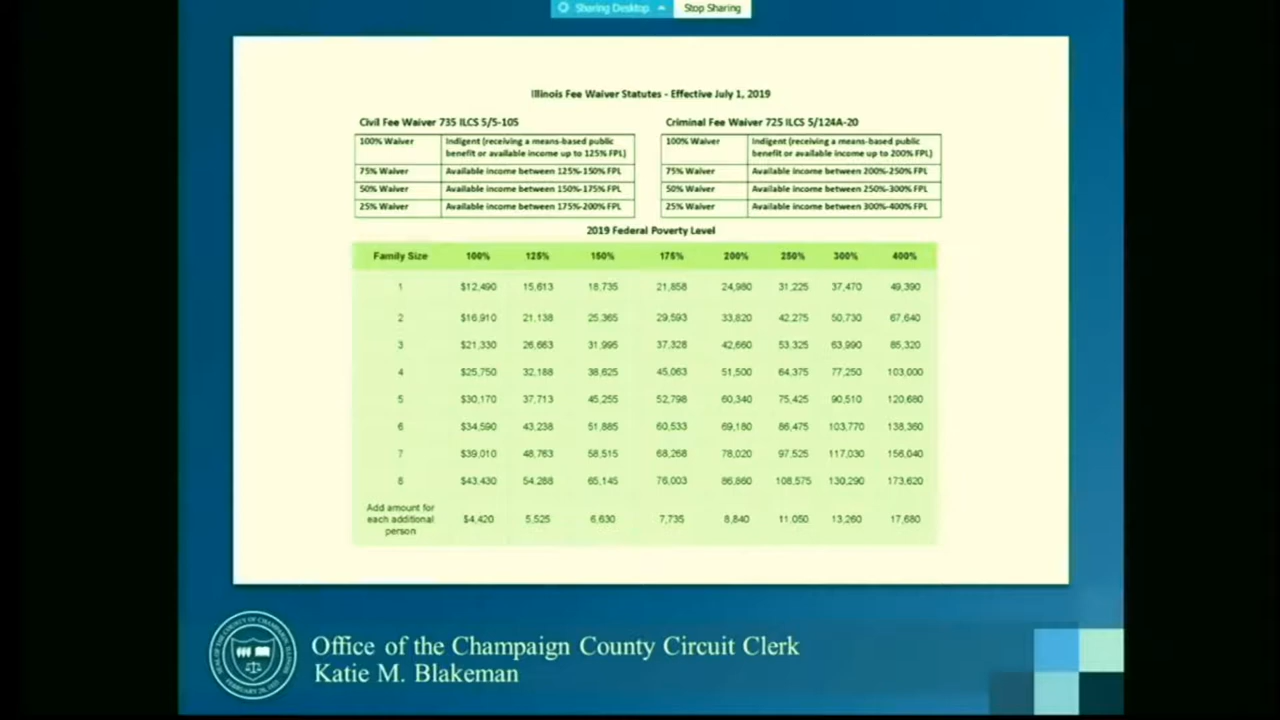 Sharing Desktop Stop Sharing
Illinois Fee Waiver Statutes - Effective July 1, 2019
Civil Fee Waiver 735 ILCS 5/5-105
100% Waiver Indigent (receiving a means-based public
benefit or available income up to 125% FPL)
75% Waiver Available income between 125%-150% FPL
50% Waiver Available income between 150%-175% FPL
25% Waiver Available income between 175%-200% FPL
Criminal Fee Waiver 725 ILCS 5/124A-20
100% Waiver Indigent (receiving a means-based public
benefit or available income up to 200% FPL)
75% Waiver Available income between 200%-250% FPL
50% Waiver Available income between 250%-300% FPL
25% Waiver Available income between 300%-400% FPL
2019 Federal Poverty Level
Family Size 100% 125% 150% 175% 200% 250% 300% 400%
1 $12,490 15,613 18,735 21,858 24,980 31,225 37,470 49,390
2 $16,910 21,138 25,365 29,593 33,820 42,275 50,730 67,640
3 $21,330 26,663 31,995 37,328 42,660 53,325 63,990 85,320
4 $25,750 32,188 38,625 45,063 51,500 64,375 77,250 103,000
5 $30,170 37,713 45,255 52,798 60,340 75,425 90,510 120,680
6 $34,590 43,238 51,885 60,533 69,180 86,475 103,770 138,360
7 $39,010 48,763 58,515 68,268 78,020 97,525 117,030 156,040
8 $43,430 54,288 65,145 76,003 86,860 108,575 130,290 173,620
Add amount for
each additional
person
$4,420 5,525 6,630 7,735 8,840 11,050 13,260 17,680
SEAL OF THE COUNTY OF CHAMPAIGN, ILLINOIS
Office of the Champaign County Circuit Clerk
Katie M. Blakeman